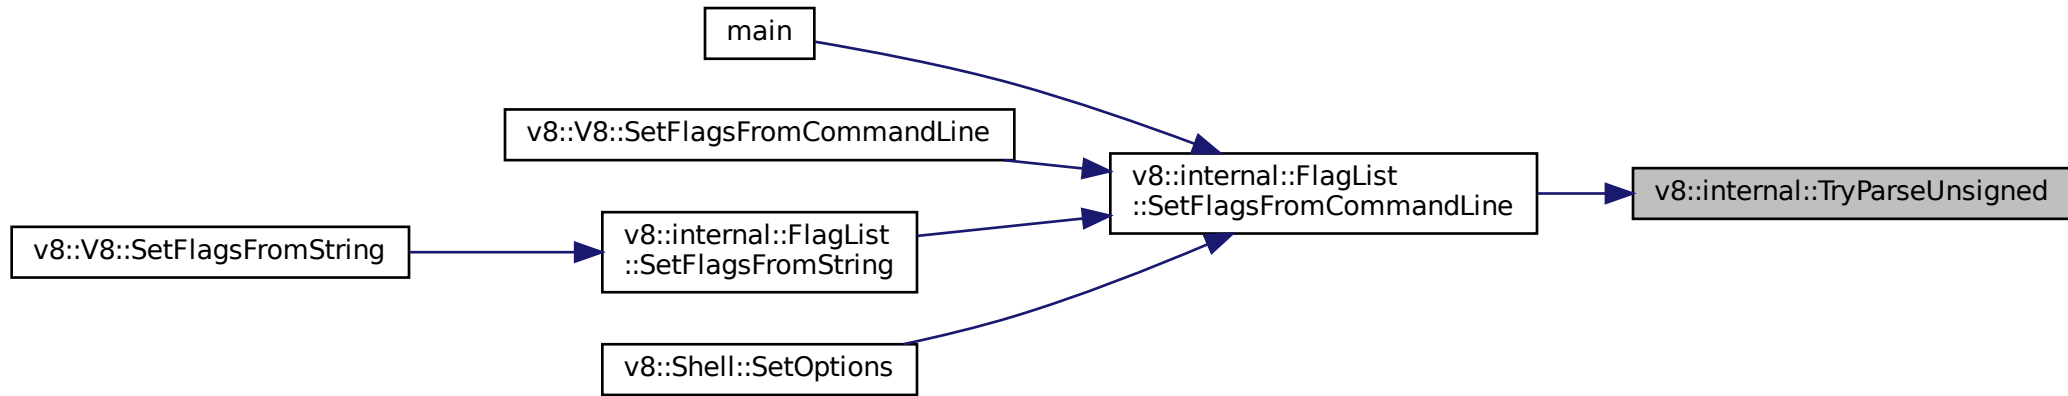 main
v8::V8::SetFlagsFromCommandLine
v8::internal::FlagList
::SetFlagsFromCommandLine
v8::internal::TryParseUnsigned
v8::internal::FlagList
::SetFlagsFromString
v8::V8::SetFlagsFromString
v8::Shell::SetOptions